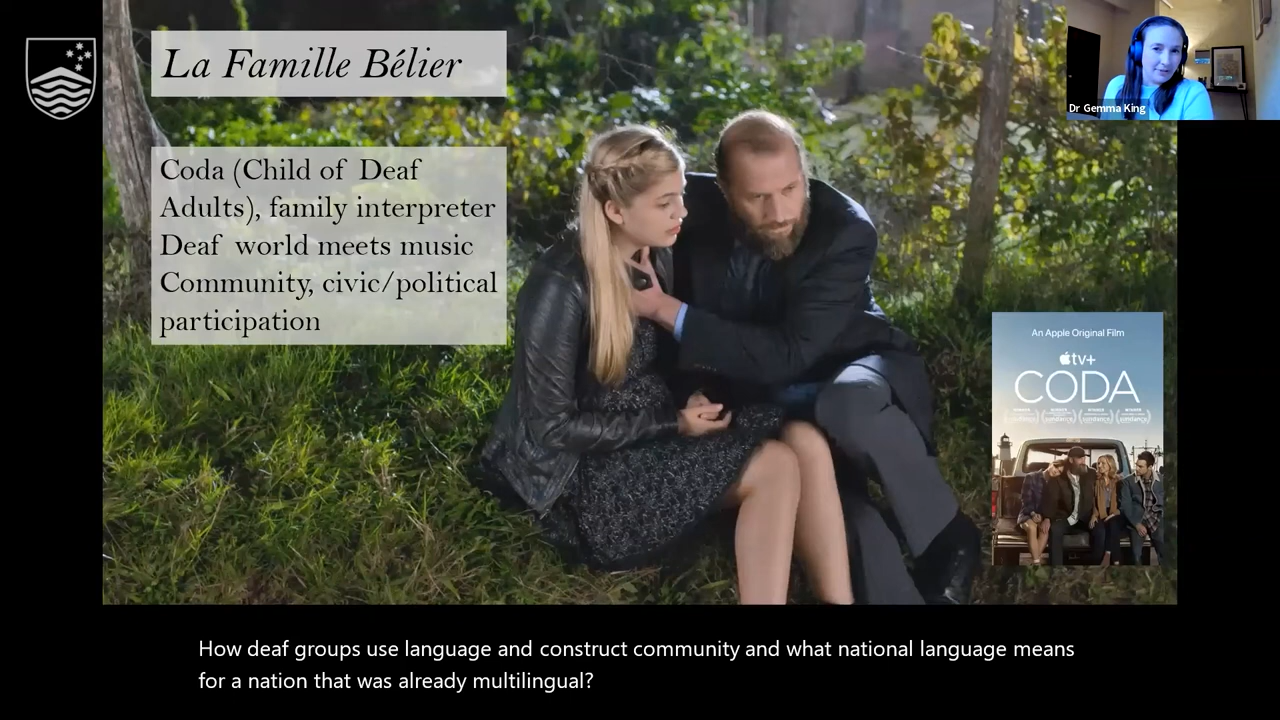 La Famille Bélier
Coda (Child of Deaf
Adults), family interpreter
Deaf world meets music
Community, civic/political
participation
Dr Gemma King
An Apple Original Film
tv+
CODA
How deaf groups use language and construct community and what national language means
for a nation that was already multilingual?